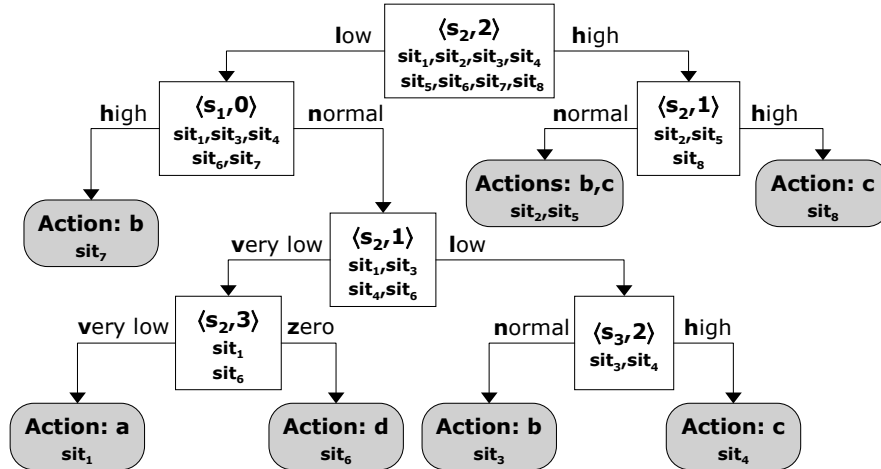 ⟨s₂,2⟩
sit₁,sit₂,sit₃,sit₄
sit₅,sit₆,sit₇,sit₈
low
high
⟨s₁,0⟩
sit₁,sit₃,sit₄
sit₆,sit₇
⟨s₂,1⟩
sit₂,sit₅
sit₈
high
normal
normal
high
Action: b
sit₇
Actions: b,c
sit₂,sit₅
Action: c
sit₈
⟨s₂,1⟩
sit₁,sit₃
sit₄,sit₆
very low
low
⟨s₂,3⟩
sit₁
sit₆
⟨s₃,2⟩
sit₃,sit₄
very low
zero
normal
high
Action: a
sit₁
Action: d
sit₆
Action: b
sit₃
Action: c
sit₄